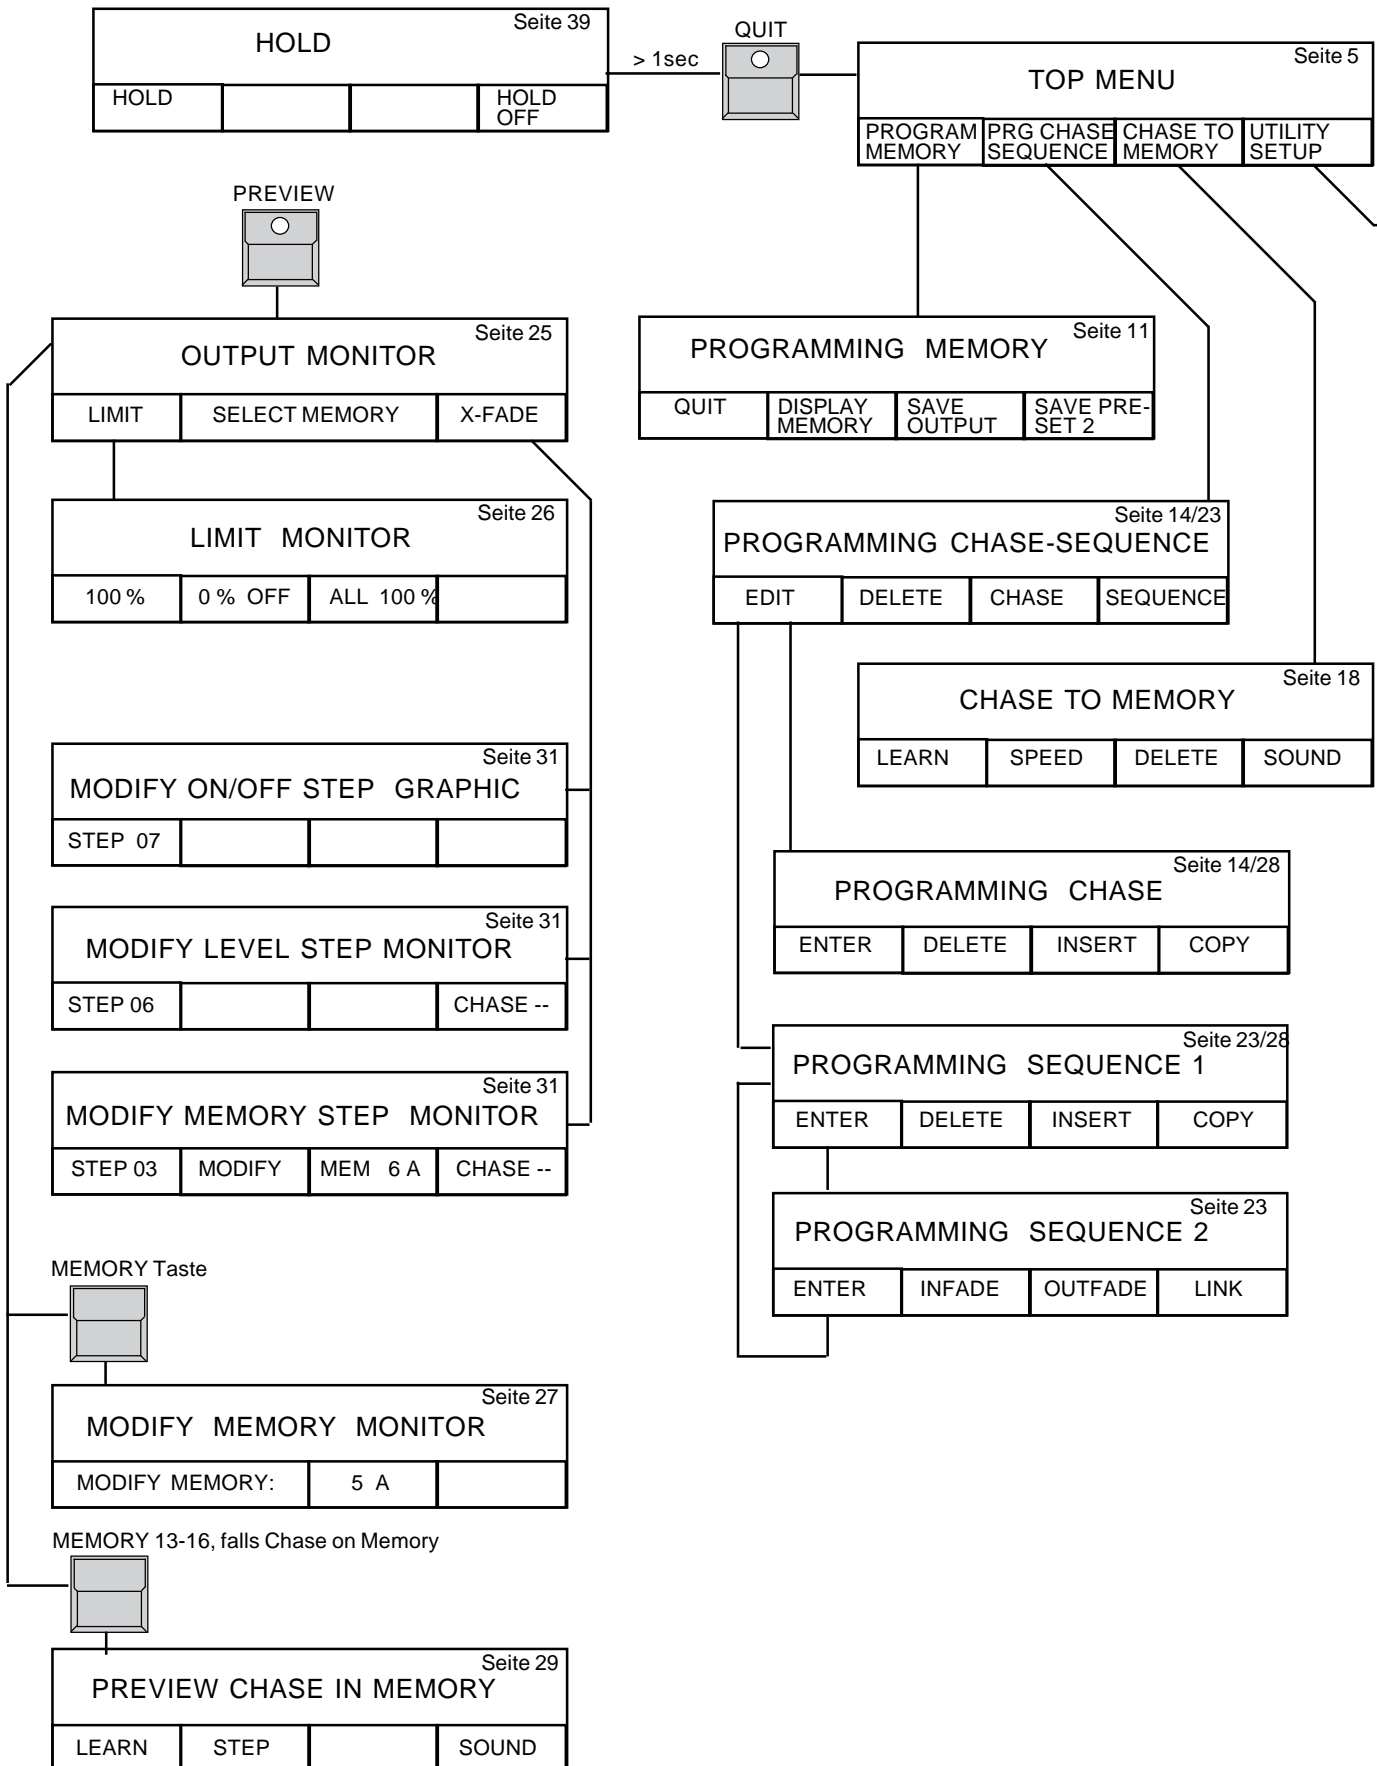 Seite 39
HOLD
HOLD
HOLD
OFF
> 1sec
QUIT
Seite 5
TOP MENU
PROGRAM
MEMORY
PRG CHASE
SEQUENCE
CHASE TO
MEMORY
UTILITY
SETUP
PREVIEW
Seite 25
OUTPUT MONITOR
LIMIT
SELECT MEMORY
X-FADE
Seite 11
PROGRAMMING MEMORY
QUIT
DISPLAY
MEMORY
SAVE
OUTPUT
SAVE PRE-
SET 2
Seite 26
LIMIT MONITOR
100 %
0 % OFF
ALL 100 %
Seite 14/23
PROGRAMMING CHASE-SEQUENCE
EDIT
DELETE
CHASE
SEQUENCE
Seite 18
CHASE TO MEMORY
LEARN
SPEED
DELETE
SOUND
Seite 31
MODIFY ON/OFF STEP GRAPHIC
STEP 07
Seite 14/28
PROGRAMMING CHASE
ENTER
DELETE
INSERT
COPY
Seite 31
MODIFY LEVEL STEP MONITOR
STEP 06
CHASE --
Seite 23/28
PROGRAMMING SEQUENCE 1
ENTER
DELETE
INSERT
COPY
Seite 31
MODIFY MEMORY STEP MONITOR
STEP 03
MODIFY
MEM 6 A
CHASE --
Seite 23
PROGRAMMING SEQUENCE 2
ENTER
INFADE
OUTFADE
LINK
MEMORY Taste
Seite 27
MODIFY MEMORY MONITOR
MODIFY MEMORY:
5 A
MEMORY 13-16, falls Chase on Memory
Seite 29
PREVIEW CHASE IN MEMORY
LEARN
STEP
SOUND